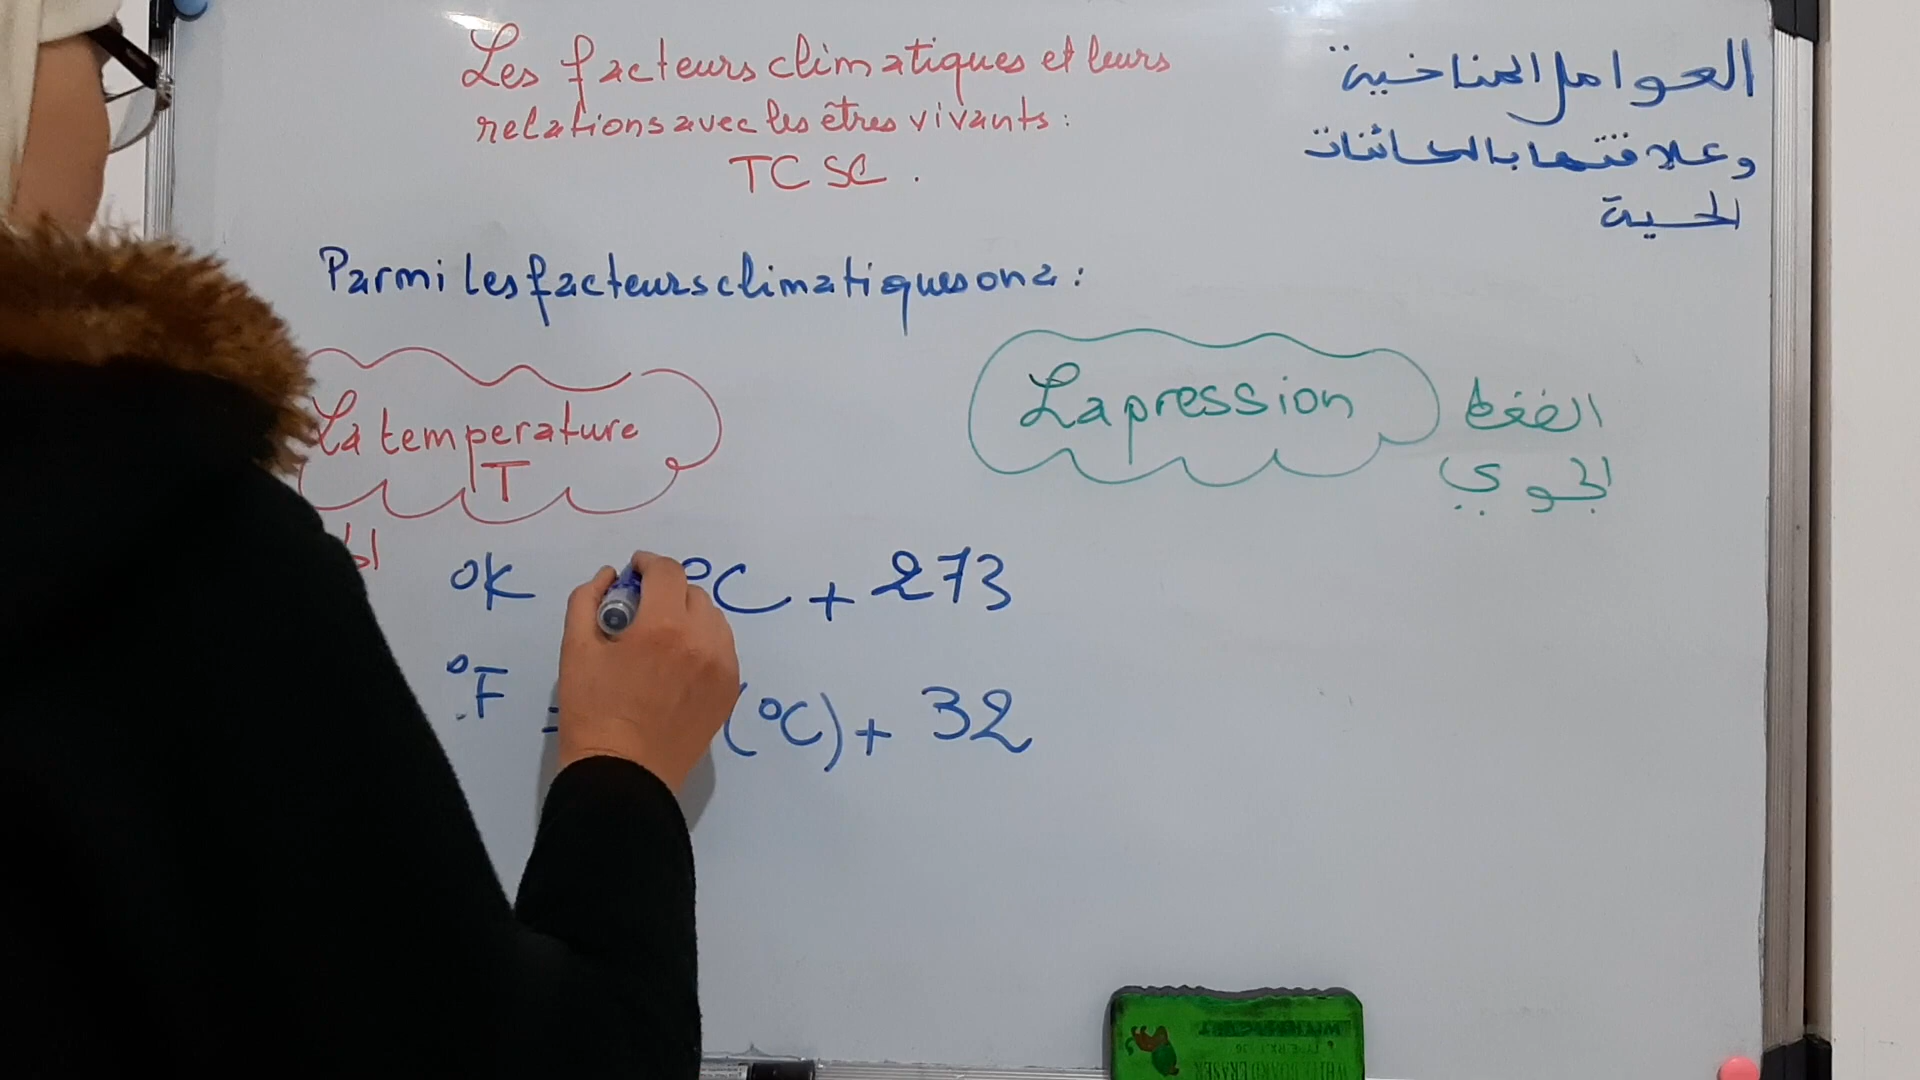 Les facteurs climatiques et leurs
relations avec les êtres vivants :
TC SC .
العوامل المناخية
وعلاقتها بالكائنات
الحية
Parmi les facteurs climatiques on a :
La temperature
T
La pression
الضغط
الجوي
°K °C + 273
°F = (°C) + 32